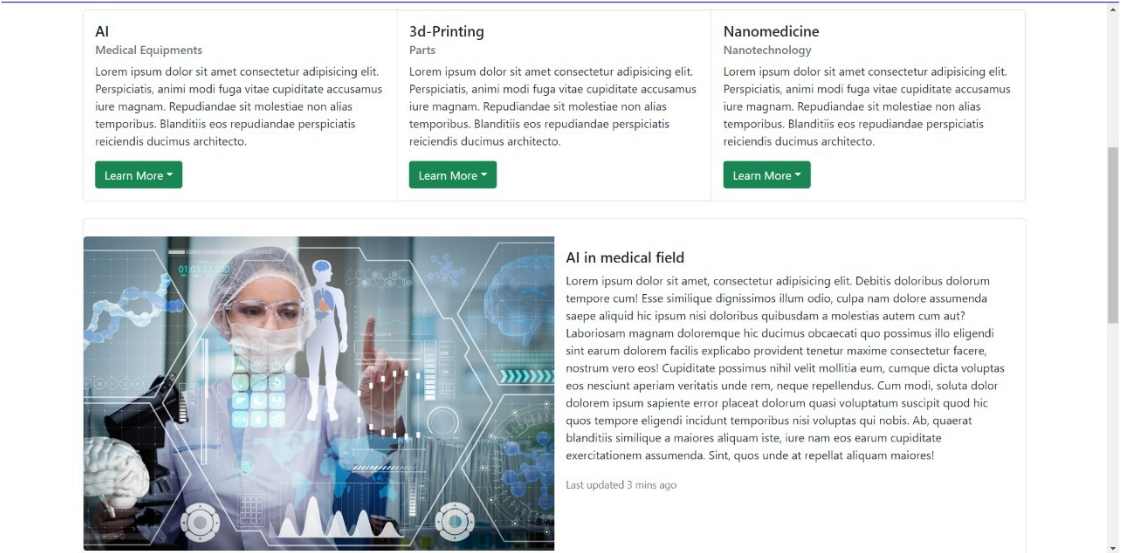 AI
Medical Equipments
Lorem ipsum dolor sit amet consectetur adipisicing elit.
Perspiciatis, animi modi fuga vitae cupiditate accusamus
iure magnam. Repudiandae sit molestiae non alias
temporibus. Blanditiis eos repudiandae perspiciatis
reiciendis ducimus architecto.
Learn More
3d-Printing
Parts
Lorem ipsum dolor sit amet consectetur adipisicing elit.
Perspiciatis, animi modi fuga vitae cupiditate accusamus
iure magnam. Repudiandae sit molestiae non alias
temporibus. Blanditiis eos repudiandae perspiciatis
reiciendis ducimus architecto.
Learn More
Nanomedicine
Nanotechnology
Lorem ipsum dolor sit amet consectetur adipisicing elit.
Perspiciatis, animi modi fuga vitae cupiditate accusamus
iure magnam. Repudiandae sit molestiae non alias
temporibus. Blanditiis eos repudiandae perspiciatis
reiciendis ducimus architecto.
Learn More
AI in medical field
Lorem ipsum dolor sit amet, consectetur adipisicing elit. Debitis doloribus dolorum
tempore cum! Esse similique dignissimos illum odio, culpa nam dolore assumenda
saepe aliquid hic ipsum nisi doloribus quibusdam a molestias autem cum aut?
Laboriosam magnam doloremque hic ducimus obcaecati quo possimus illo eligendi
sint earum dolorem facilis explicabo provident tenetur maxime consectetur facere,
nostrum vero eos! Cupiditate possimus nihil velit mollitia eum, cumque dicta voluptas
eos nesciunt aperiam veritatis unde rem, neque repellendus. Cum modi, soluta dolor
dolorem ipsum sapiente error placeat dolorum quasi voluptatum suscipit quod hic
quos tempore eligendi incidunt temporibus nisi voluptas qui nobis. Ab, quaerat
blanditiis similique a maiores aliquam iste, iure nam eos earum cupiditate
exercitationem assumenda. Sint, quos unde at repellat aliquam maiores!
Last updated 3 mins ago